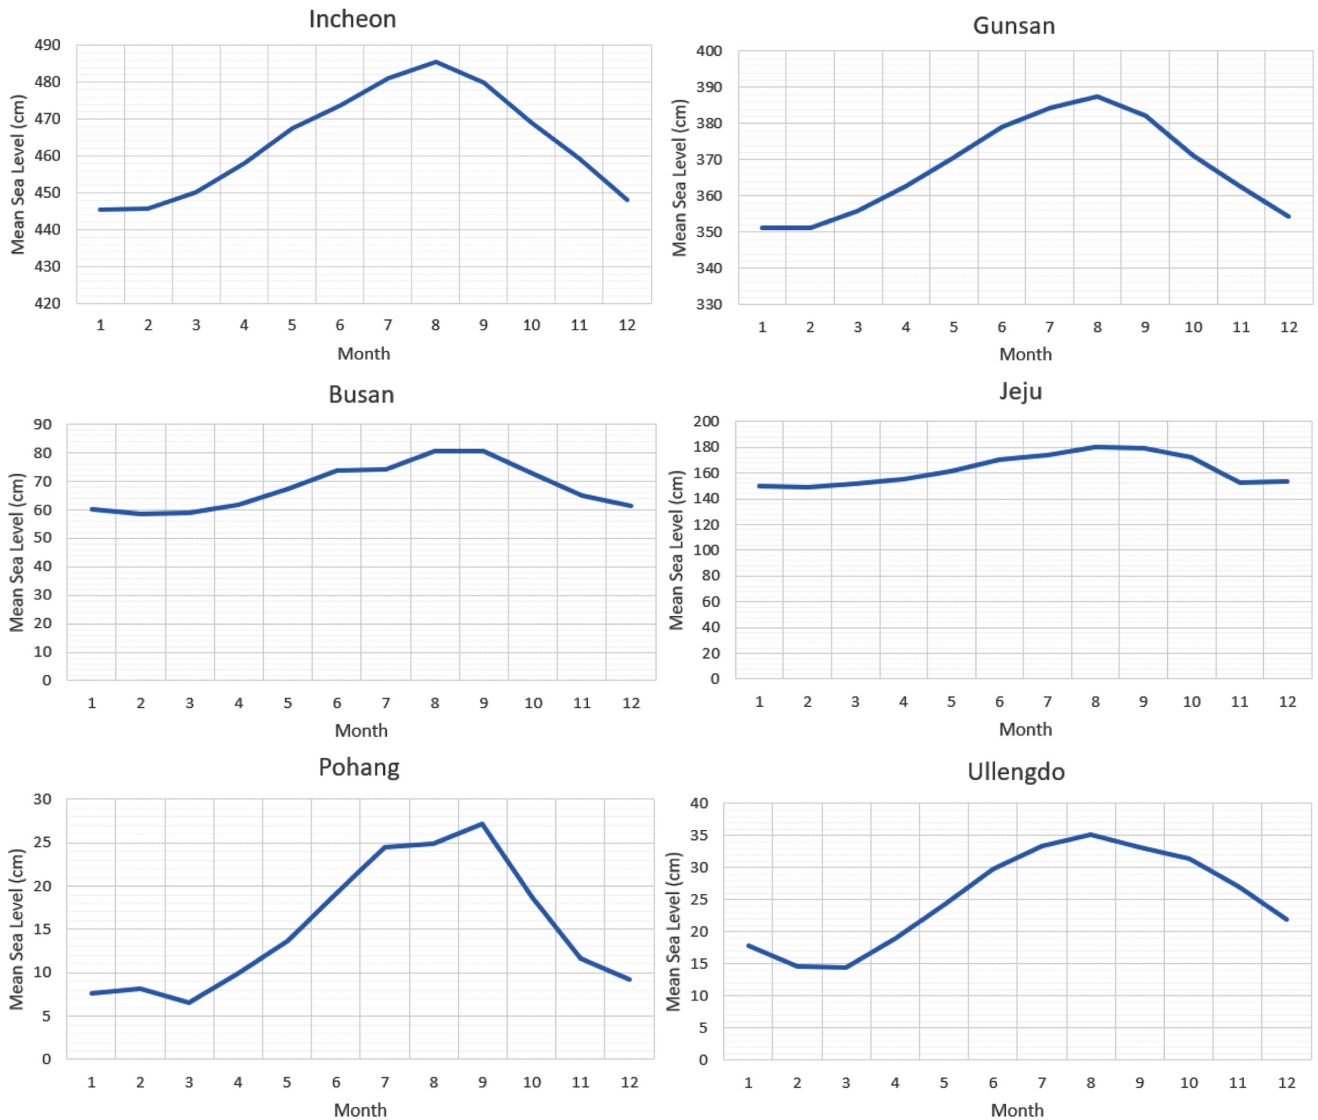 Incheon
Mean Sea Level (cm)
490
480
470
460
450
440
430
420
1 2 3 4 5 6 7 8 9 10 11 12
Month
Gunsan
Mean Sea Level (cm)
400
390
380
370
360
350
340
330
1 2 3 4 5 6 7 8 9 10 11 12
Month
Busan
Mean Sea Level (cm)
90
80
70
60
50
40
30
20
10
0
1 2 3 4 5 6 7 8 9 10 11 12
Month
Jeju
Mean Sea Level (cm)
200
180
160
140
120
100
80
60
40
20
0
1 2 3 4 5 6 7 8 9 10 11 12
Month
Pohang
Mean Sea Level (cm)
30
25
20
15
10
5
0
1 2 3 4 5 6 7 8 9 10 11 12
Month
Ullengdo
Mean Sea Level (cm)
40
35
30
25
20
15
10
5
0
1 2 3 4 5 6 7 8 9 10 11 12
Month